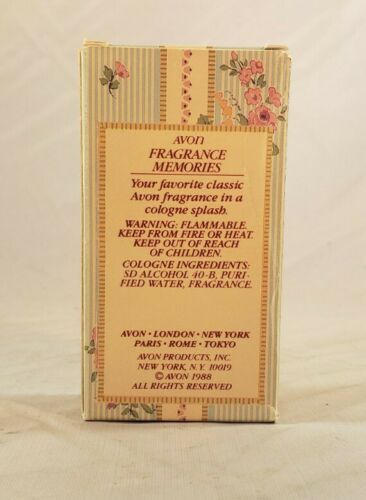 AVON
FRAGRANCE
MEMORIES
Your favorite classic
Avon fragrance in a
cologne splash.
WARNING: FLAMMABLE.
KEEP FROM FIRE OR HEAT.
KEEP OUT OF REACH
OF CHILDREN.
COLOGNE INGREDIENTS:
SD ALCOHOL 40-B, PURI-
FIED WATER, FRAGRANCE.
AVON • LONDON • NEW YORK
PARIS • ROME • TOKYO
AVON PRODUCTS, INC.
NEW YORK, N.Y. 10019
© AVON 1988
ALL RIGHTS RESERVED